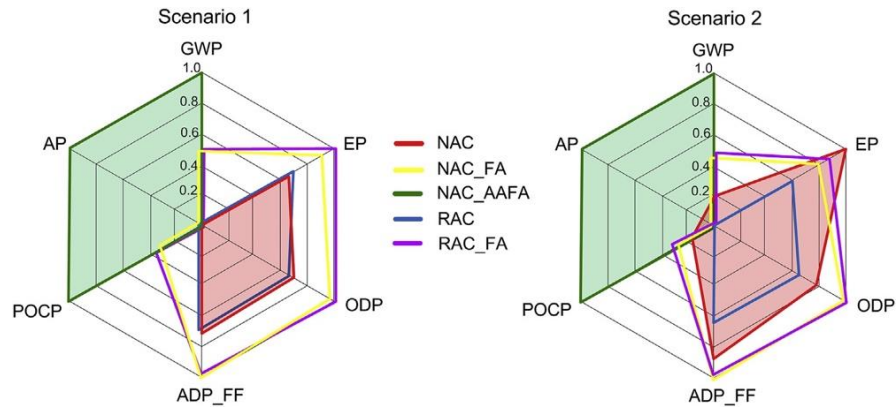 Scenario 1
GWP
1.0
0.8
0.6
0.4
0.2
AP
EP
POCP
ODP
ADP_FF
NAC
NAC_FA
NAC_AAFA
RAC
RAC_FA
Scenario 2
GWP
1.0
0.8
0.6
0.4
0.2
AP
EP
POCP
ODP
ADP_FF